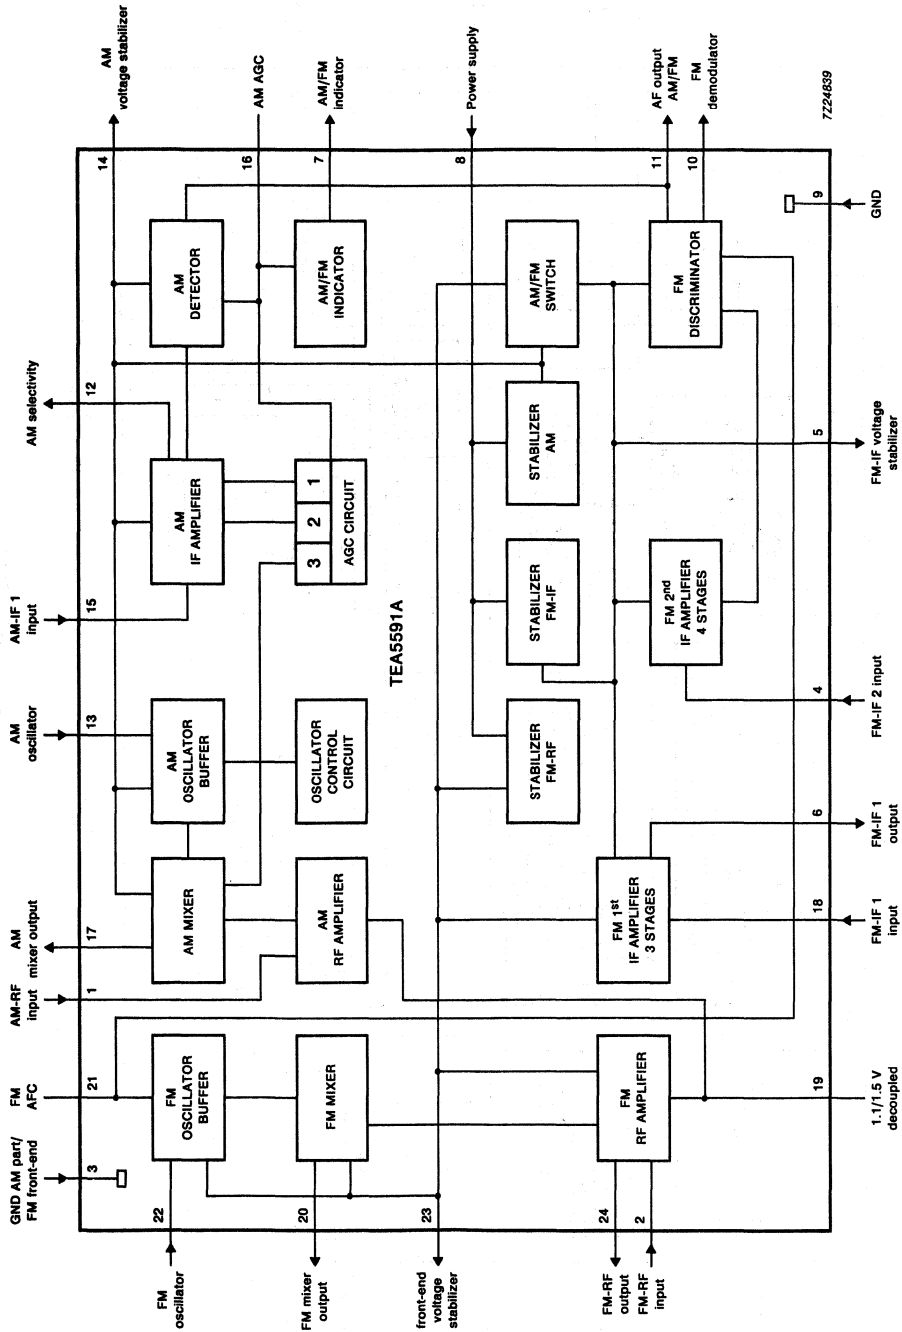 GND AM part/
FM front-end
3
FM
AFC
21
AM-RF
input
1
AM
mixer output
17
AM
oscillator
13
AM-IF 1
input
15
AM selectivity
12
AM
voltage stabilizer
14
FM
oscillator
22
FM
OSCILLATOR
BUFFER
AM MIXER
AM
OSCILLATOR
BUFFER
AM
IF AMPLIFIER
AM
DETECTOR
AM AGC
16
FM mixer
output
20
FM MIXER
AM
RF AMPLIFIER
OSCILLATOR
CONTROL
CIRCUIT
3
2
1
AGC CIRCUIT
AM/FM
INDICATOR
AM/FM
indicator
7
TEA5591A
front-end
voltage
stabilizer
23
Power supply
8
STABILIZER
FM-RF
STABILIZER
FM-IF
STABILIZER
AM
AM/FM
SWITCH
FM-RF
output
24
FM-RF
input
2
FM
RF AMPLIFIER
FM 1st
IF AMPLIFIER
3 STAGES
FM 2nd
IF AMPLIFIER
4 STAGES
FM
DISCRIMINATOR
AF output
AM/FM
11
FM
demodulator
10
19
1.1/1.5 V
decoupled
18
FM-IF 1
input
6
FM-IF 1
output
4
FM-IF 2 input
5
FM-IF voltage
stabilizer
9
GND
7Z24839